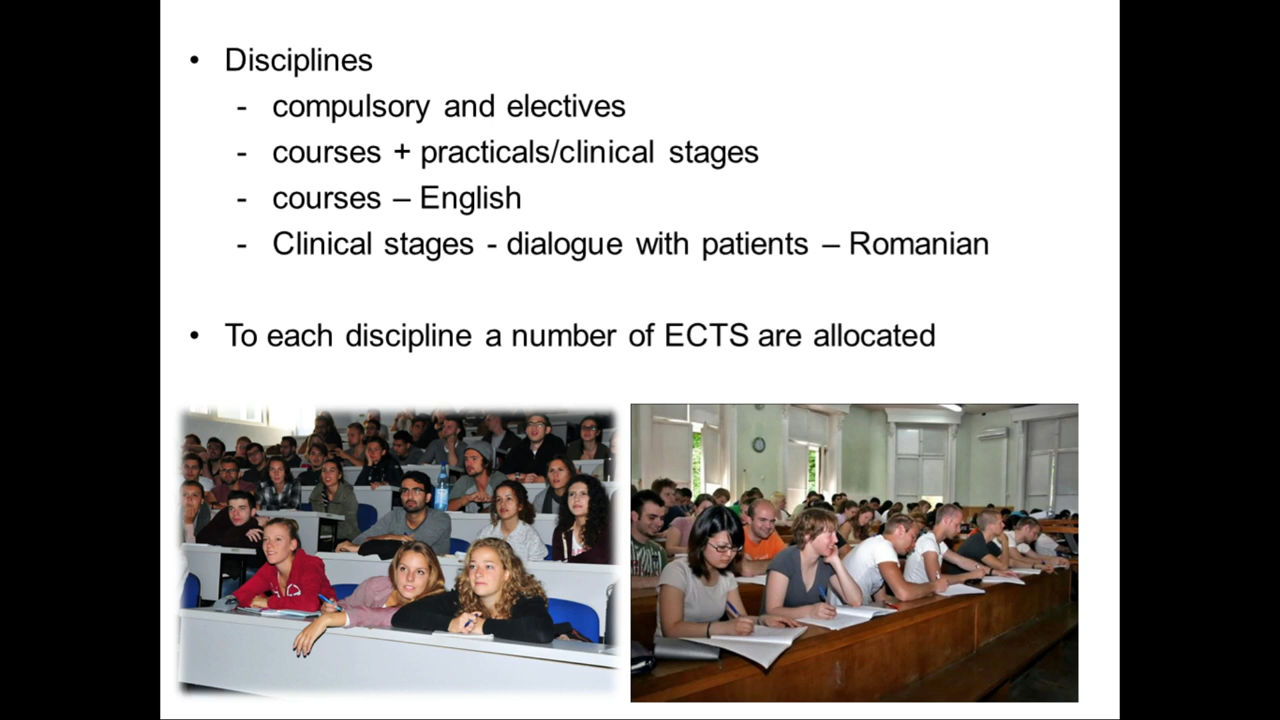 • Disciplines
- compulsory and electives
- courses + practicals/clinical stages
- courses – English
- Clinical stages - dialogue with patients – Romanian
• To each discipline a number of ECTS are allocated